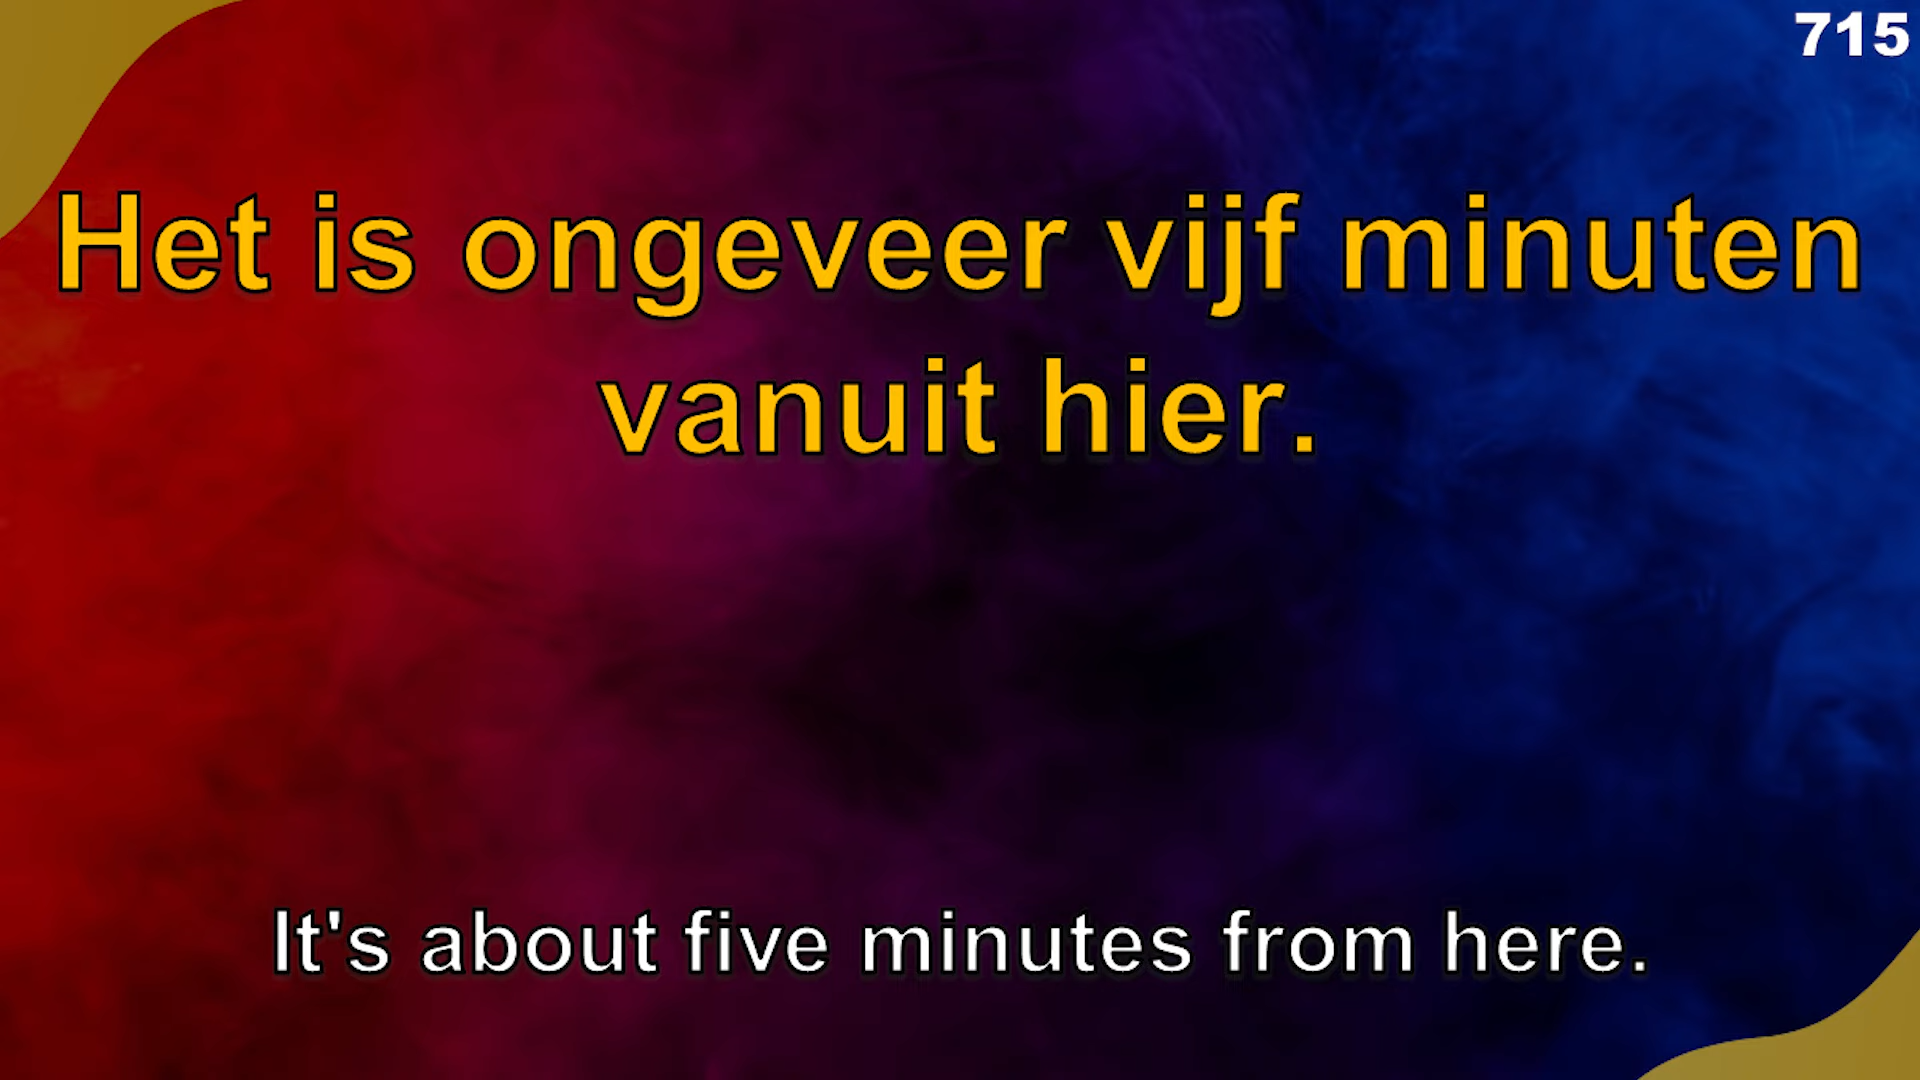 715
Het is ongeveer vijf minuten
vanuit hier.
It's about five minutes from here.